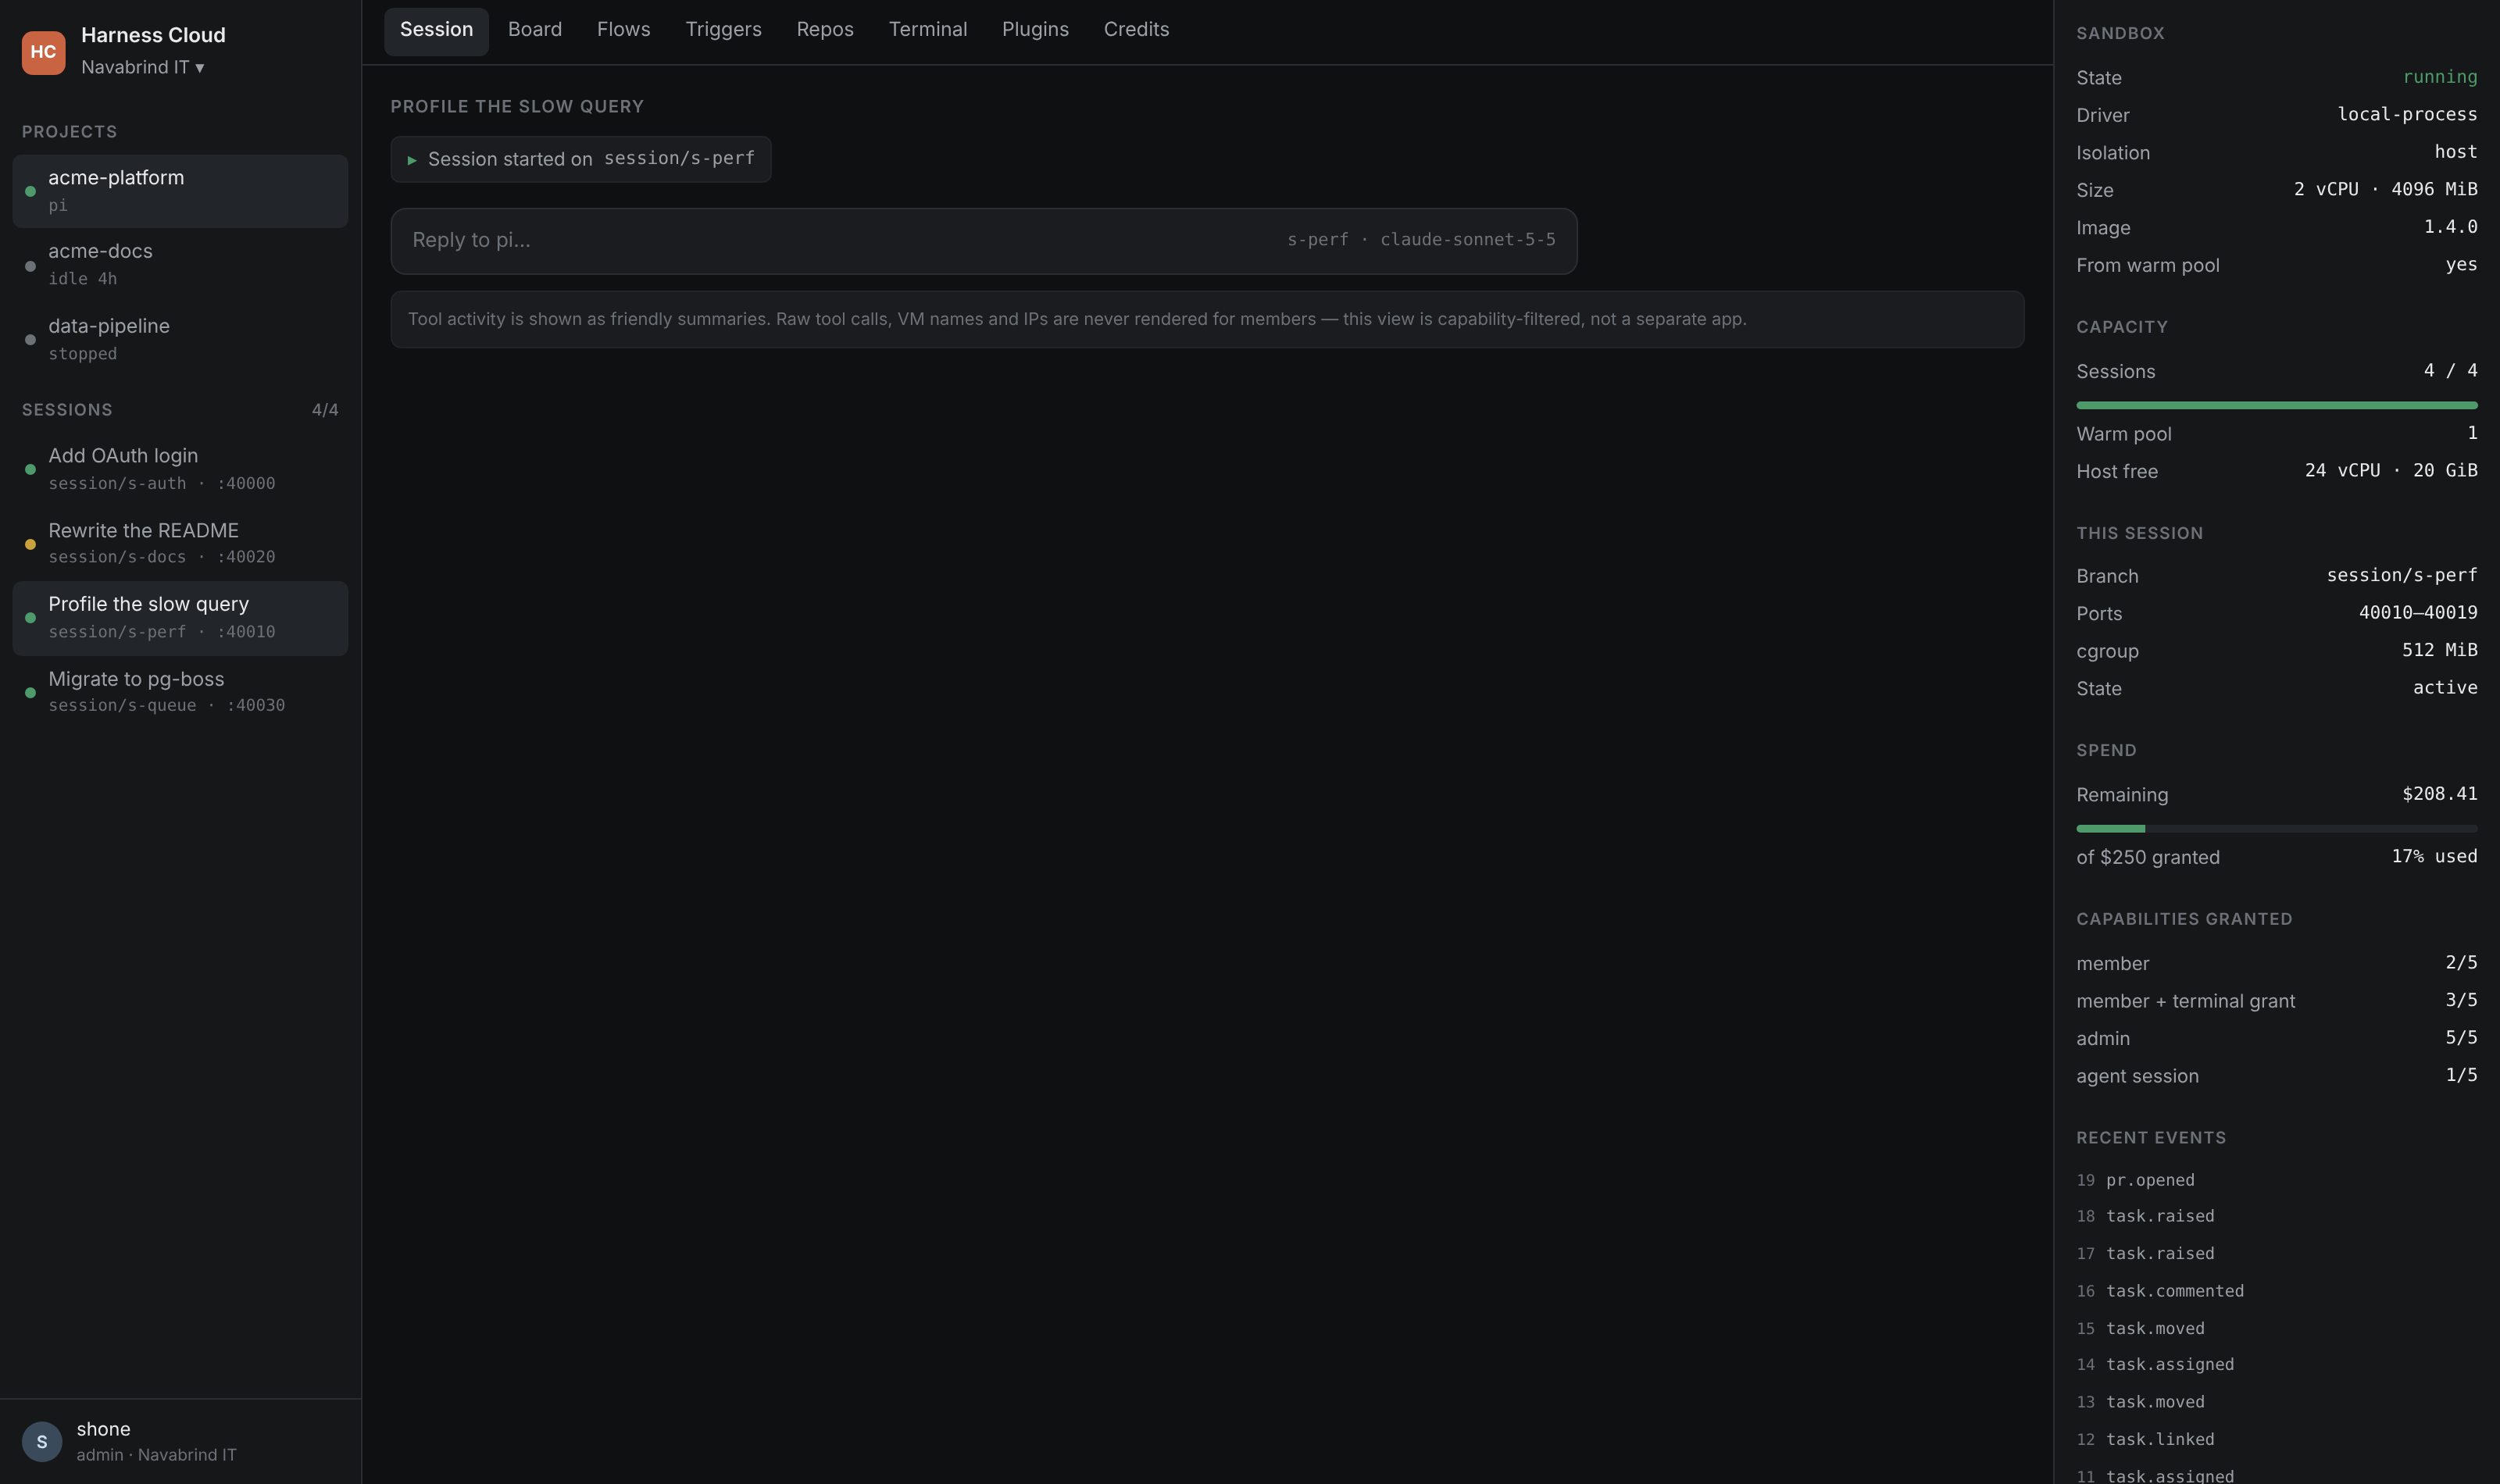 HC
Harness Cloud
Navabrind IT ▾
PROJECTS
acme-platform
pi
acme-docs
idle 4h
data-pipeline
stopped
SESSIONS 4/4
Add OAuth login
session/s-auth · :40000
Rewrite the README
session/s-docs · :40020
Profile the slow query
session/s-perf · :40010
Migrate to pg-boss
session/s-queue · :40030
S
shone
admin · Navabrind IT
Session Board Flows Triggers Repos Terminal Plugins Credits
PROFILE THE SLOW QUERY
▶ Session started on session/s-perf
Reply to pi... s-perf · claude-sonnet-5-5
Tool activity is shown as friendly summaries. Raw tool calls, VM names and IPs are never rendered for members — this view is capability-filtered, not a separate app.
SANDBOX
State running
Driver local-process
Isolation host
Size 2 vCPU · 4096 MiB
Image 1.4.0
From warm pool yes
CAPACITY
Sessions 4 / 4
Warm pool 1
Host free 24 vCPU · 20 GiB
THIS SESSION
Branch session/s-perf
Ports 40010–40019
cgroup 512 MiB
State active
SPEND
Remaining $208.41
of $250 granted 17% used
CAPABILITIES GRANTED
member 2/5
member + terminal grant 3/5
admin 5/5
agent session 1/5
RECENT EVENTS
19 pr.opened
18 task.raised
17 task.raised
16 task.commented
15 task.moved
14 task.assigned
13 task.moved
12 task.linked
11 task.assigned